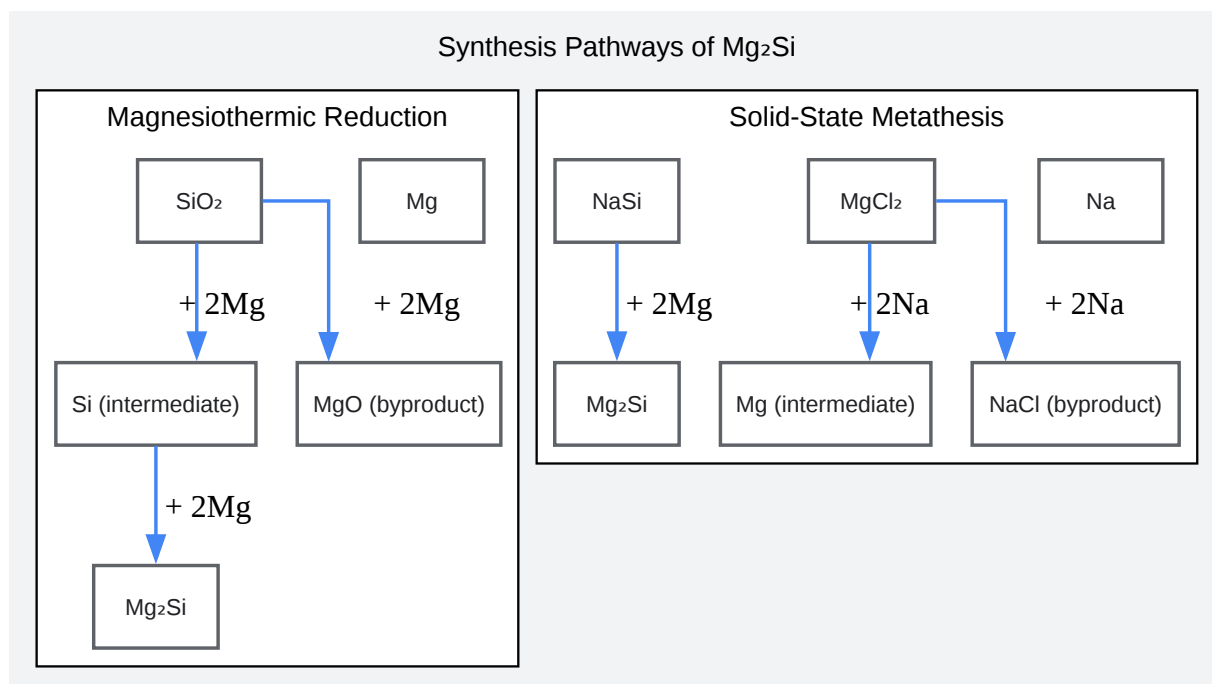 Synthesis Pathways of Mg₂Si
Magnesiothermic Reduction
SiO₂
Mg
+ 2Mg
+ 2Mg
Si (intermediate)
MgO (byproduct)
+ 2Mg
Mg₂Si
Solid-State Metathesis
NaSi
MgCl₂
Na
+ 2Mg
+ 2Na
+ 2Na
Mg₂Si
Mg (intermediate)
NaCl (byproduct)